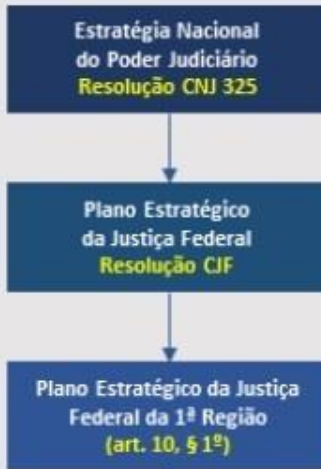 Estratégia Nacional
do Poder Judiciário
Resolução CNJ 325
Plano Estratégico
da Justiça Federal
Resolução CJF
Plano Estratégico da Justiça
Federal da 1ª Região
(art. 10, § 1º)